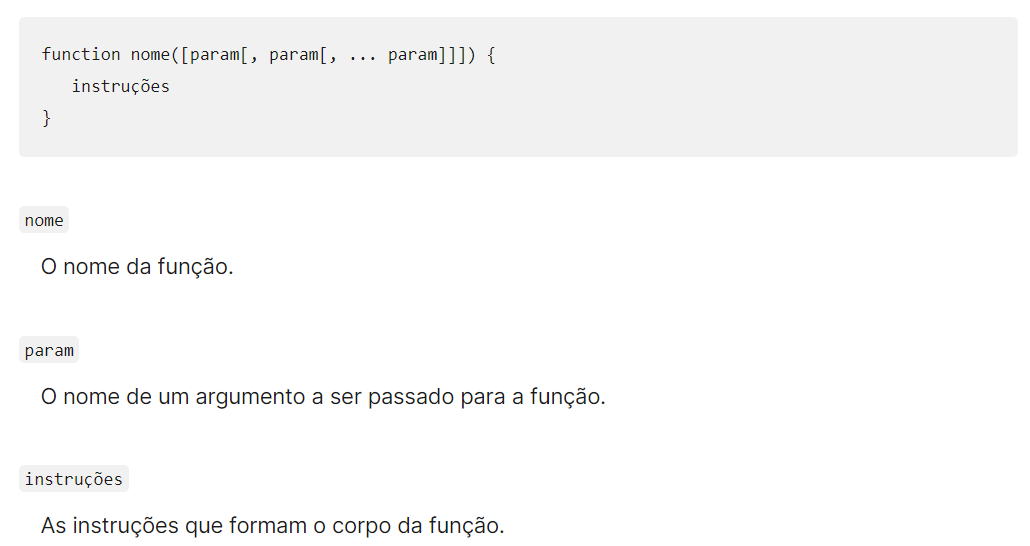 function nome([param[, param[, ... param]]]) {
instruções
}
nome
O nome da função.
param
O nome de um argumento a ser passado para a função.
instruções
As instruções que formam o corpo da função.